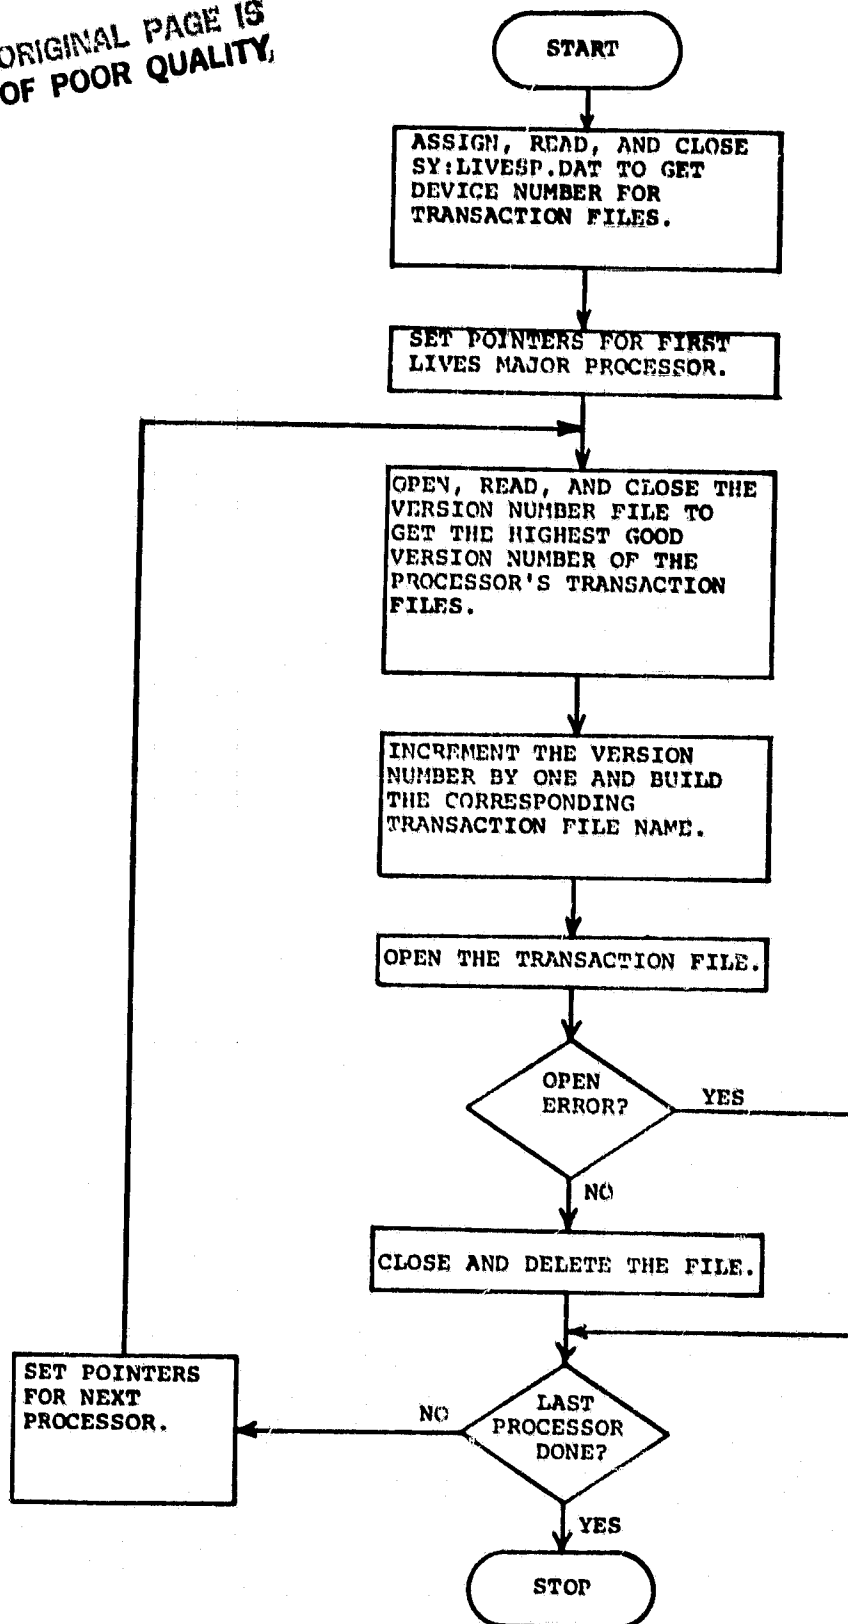 ORIGINAL PAGE IS
OF POOR QUALITY
START
ASSIGN, READ, AND CLOSE
SY:LIVESP.DAT TO GET
DEVICE NUMBER FOR
TRANSACTION FILES.
SET POINTERS FOR FIRST
LIVES MAJOR PROCESSOR.
OPEN, READ, AND CLOSE THE
VERSION NUMBER FILE TO
GET THE HIGHEST GOOD
VERSION NUMBER OF THE
PROCESSOR'S TRANSACTION
FILES.
INCREMENT THE VERSION
NUMBER BY ONE AND BUILD
THE CORRESPONDING
TRANSACTION FILE NAME.
OPEN THE TRANSACTION FILE.
OPEN
ERROR?
YES
NO
CLOSE AND DELETE THE FILE.
SET POINTERS
FOR NEXT
PROCESSOR.
NO
LAST
PROCESSOR
DONE?
YES
STOP